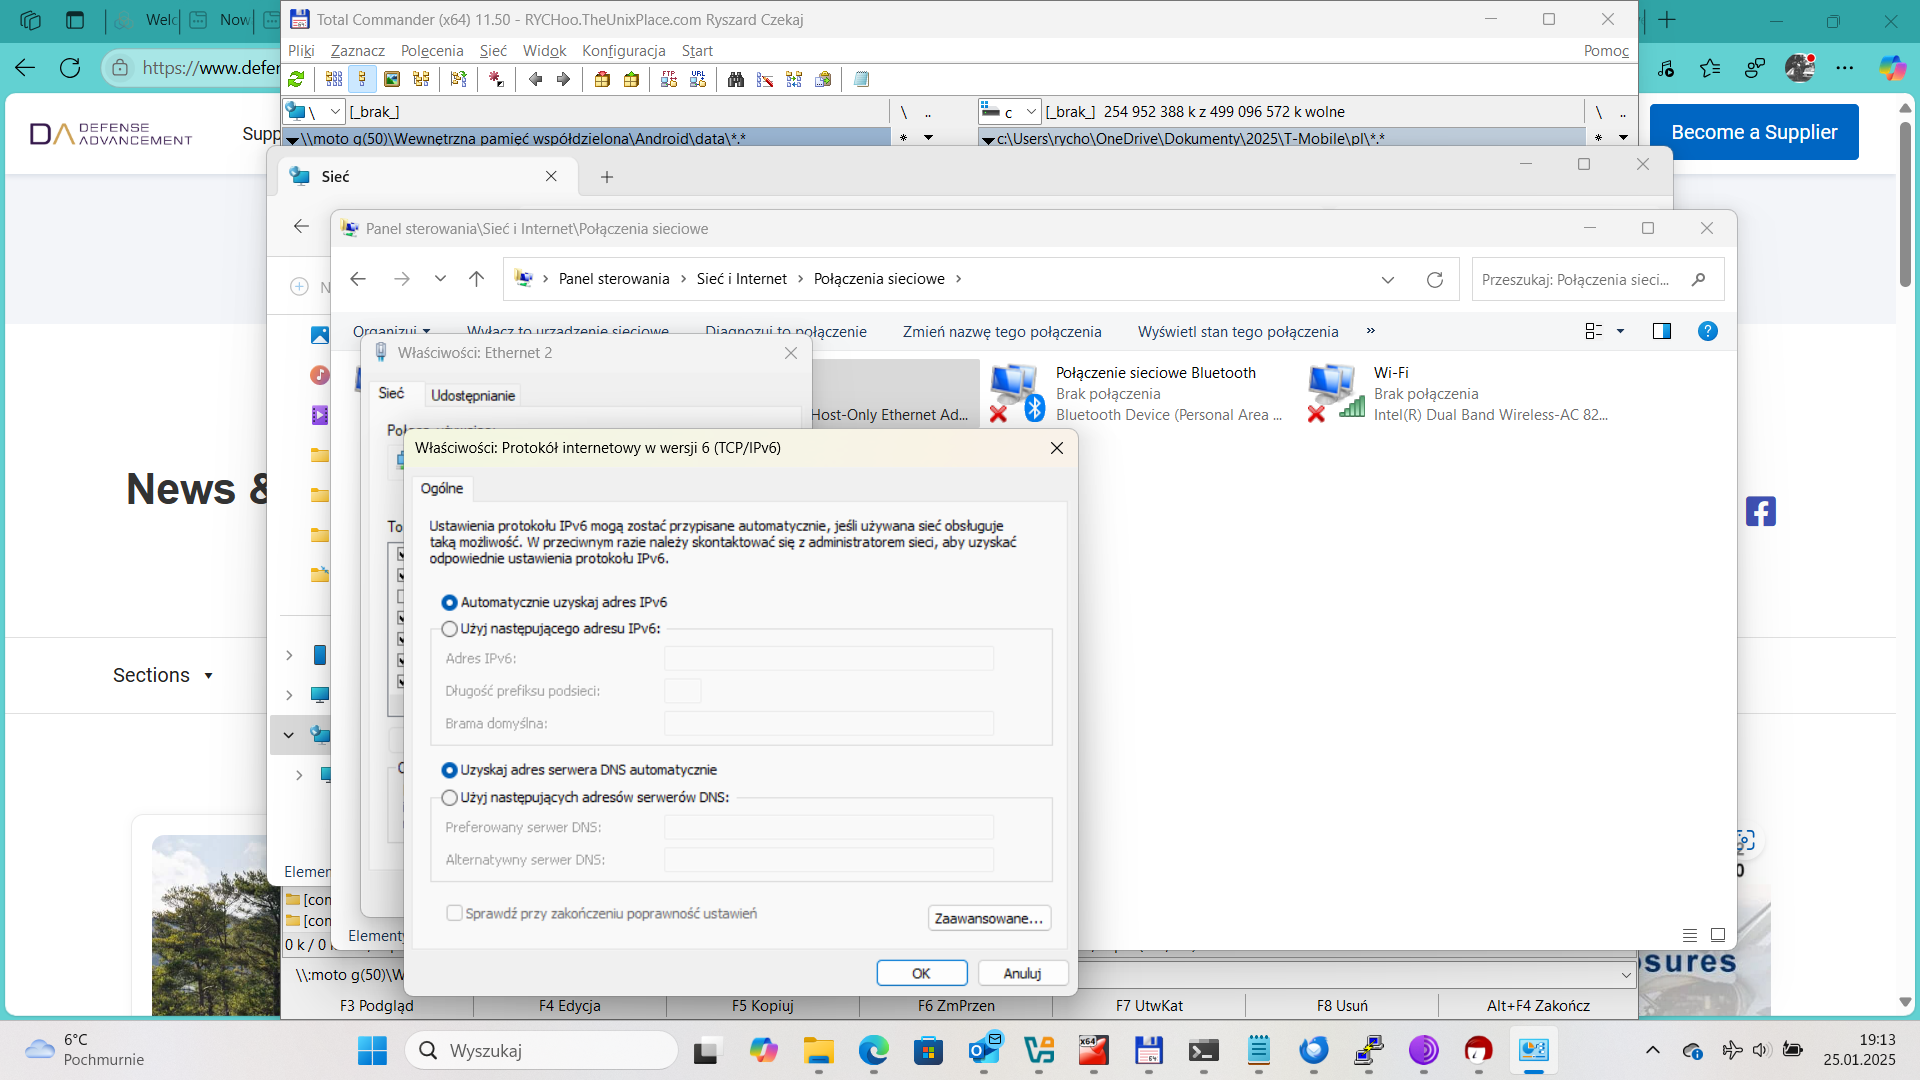 Welc
Now
Total Commander (x64) 11.50 - RYCHoo.TheUnixPlace.com Ryszard Czekaj
Pliki Zaznacz Polecenia Sieć Widok Konfiguracja Start Pomoc
https://www.defen
FTP URL
\ [_brak_] \ ..
c [_brak_] 254 952 388 k z 499 096 572 k wolne \ ..
\\moto g(50)\Wewnętrzna pamięć współdzielona\Android\data\*.* * 
c:\Users\rycho\OneDrive\Dokumenty\2025\T-Mobile\pl\*.* *
DEFENSE
ADVANCEMENT
Supp
Become a Supplier
Sieć
Panel sterowania\Sieć i Internet\Połączenia sieciowe
Panel sterowania > Sieć i Internet > Połączenia sieciowe >
Przeszukaj: Połączenia sieci...
Organizuj Wyłącz to urządzenie sieciowe Diagnozuj to połączenie Zmień nazwę tego połączenia Wyświetl stan tego połączenia »
Host-Only Ethernet Ad...
Połączenie sieciowe Bluetooth
Brak połączenia
Bluetooth Device (Personal Area ...
Wi-Fi
Brak połączenia
Intel(R) Dual Band Wireless-AC 82...
Właściwości: Ethernet 2
Sieć Udostępnianie
To
Właściwości: Protokół internetowy w wersji 6 (TCP/IPv6)
Ogólne
Ustawienia protokołu IPv6 mogą zostać przypisane automatycznie, jeśli używana sieć obsługuje
taką możliwość. W przeciwnym razie należy skontaktować się z administratorem sieci, aby uzyskać
odpowiednie ustawienia protokołu IPv6.
Automatycznie uzyskaj adres IPv6
Użyj następującego adresu IPv6:
Adres IPv6:
Długość prefiksu podsieci:
Brama domyślna:
Uzyskaj adres serwera DNS automatycznie
Użyj następujących adresów serwerów DNS:
Preferowany serwer DNS:
Alternatywny serwer DNS:
Sprawdź przy zakończeniu poprawność ustawień
Zaawansowane...
OK Anuluj
News &
Sections
Elemen
Elementy
[con
[con
0 k / 0
\\:moto g(50)\W
F3 Podgląd F4 Edycja F5 Kopiuj F6 ZmPrzen F7 UtwKat F8 Usuń Alt+F4 Zakończ
sures
6°C
Pochmurnie
Wyszukaj
19:13
25.01.2025